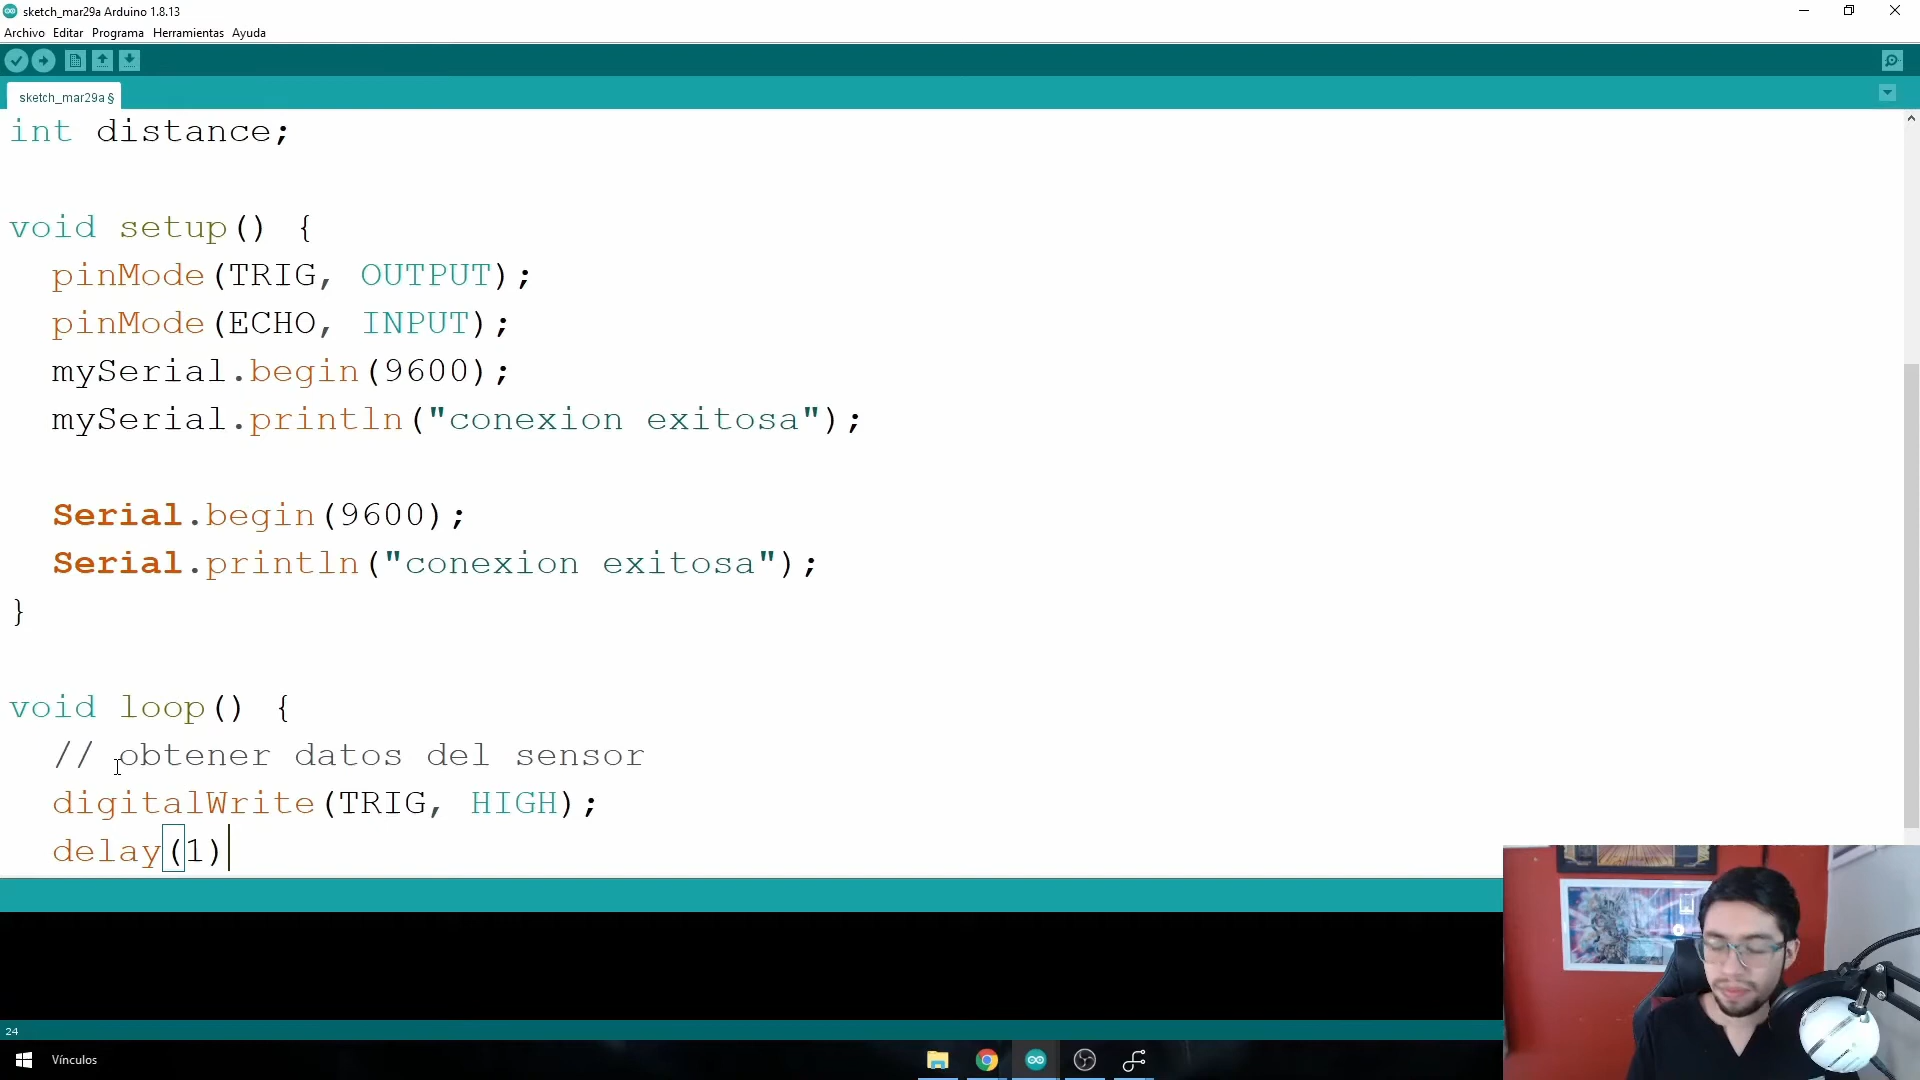 sketch_mar29a Arduino 1.8.13
Archivo Editar Programa Herramientas Ayuda
sketch_mar29a §
int distance;
void setup() {
pinMode(TRIG, OUTPUT);
pinMode(ECHO, INPUT);
mySerial.begin(9600);
mySerial.println("conexion exitosa");
Serial.begin(9600);
Serial.println("conexion exitosa");
}
void loop() {
// obtener datos del sensor
digitalWrite(TRIG, HIGH);
delay(1)
24
Vínculos